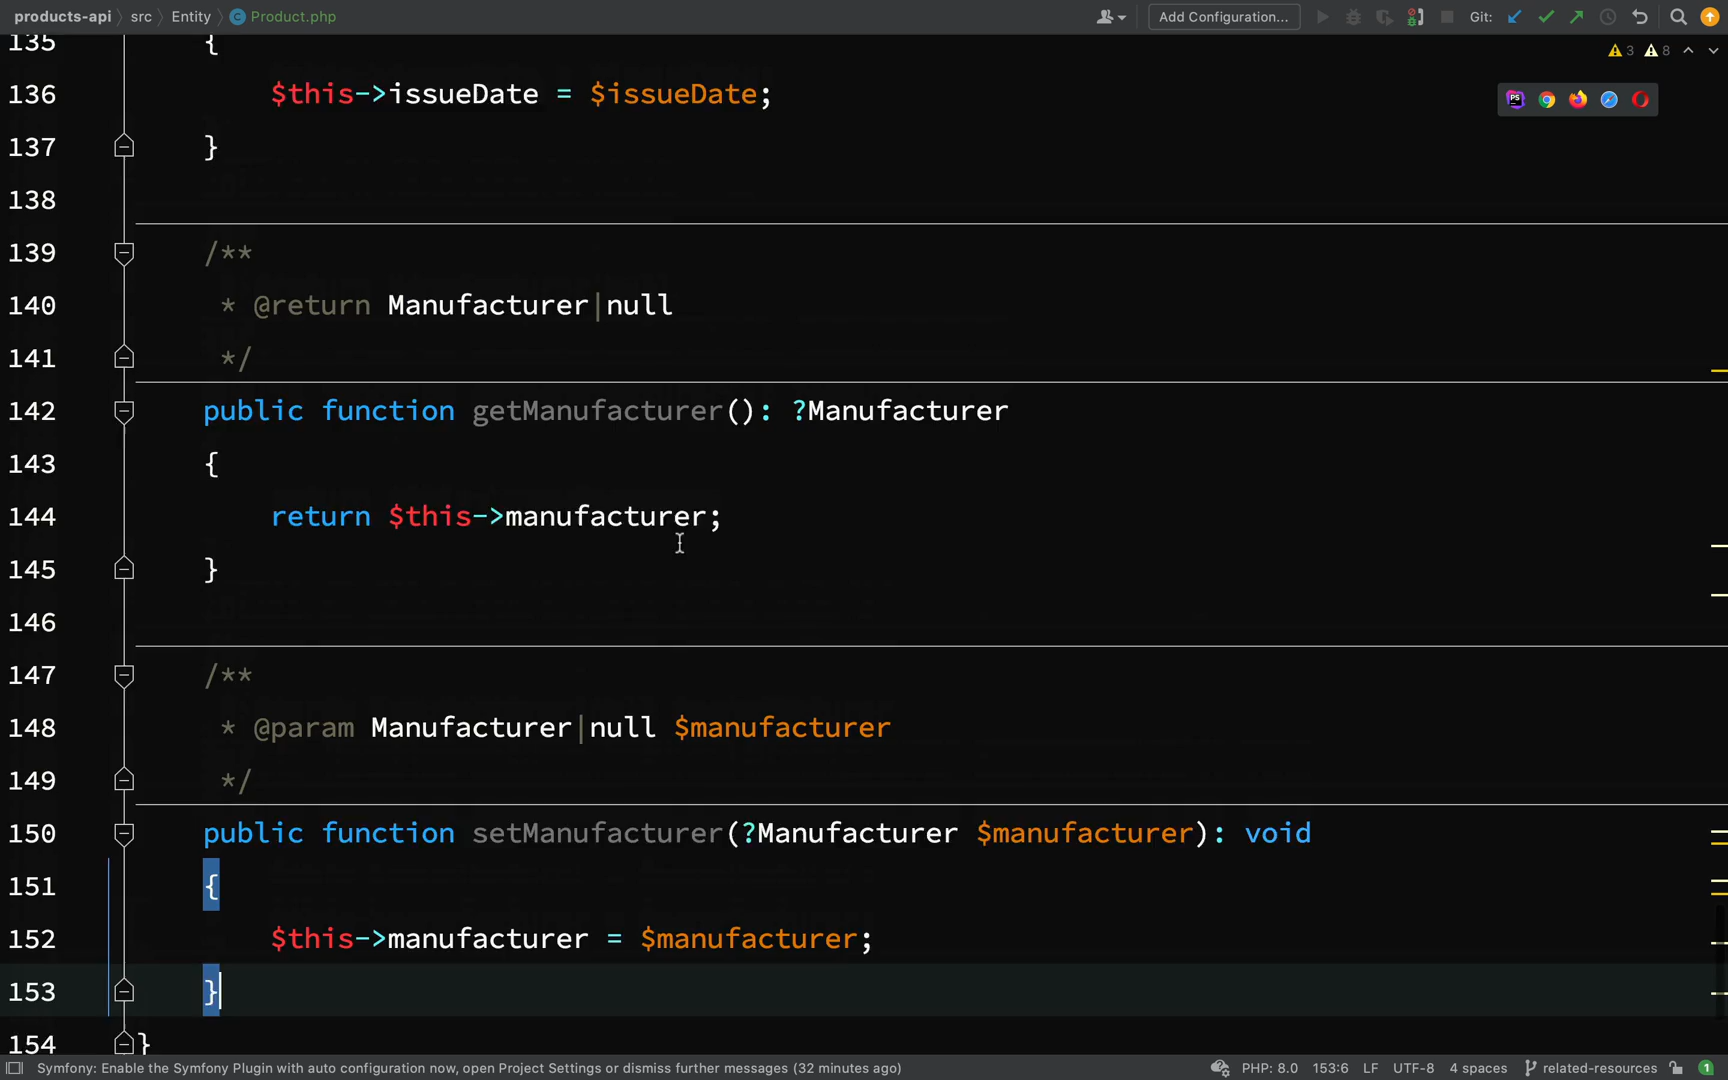 products-api src Entity Product.php Add Configuration... Git:
3 8
135 {
136 $this->issueDate = $issueDate;
137 }
138
139 /**
140 * @return Manufacturer|null
141 */
142 public function getManufacturer(): ?Manufacturer
143 {
144 return $this->manufacturer;
145 }
146
147 /**
148 * @param Manufacturer|null $manufacturer
149 */
150 public function setManufacturer(?Manufacturer $manufacturer): void
151 {
152 $this->manufacturer = $manufacturer;
153 }
154 }
Symfony: Enable the Symfony Plugin with auto configuration now, open Project Settings or dismiss further messages (32 minutes ago) PHP: 8.0 153:6 LF UTF-8 4 spaces related-resources 1